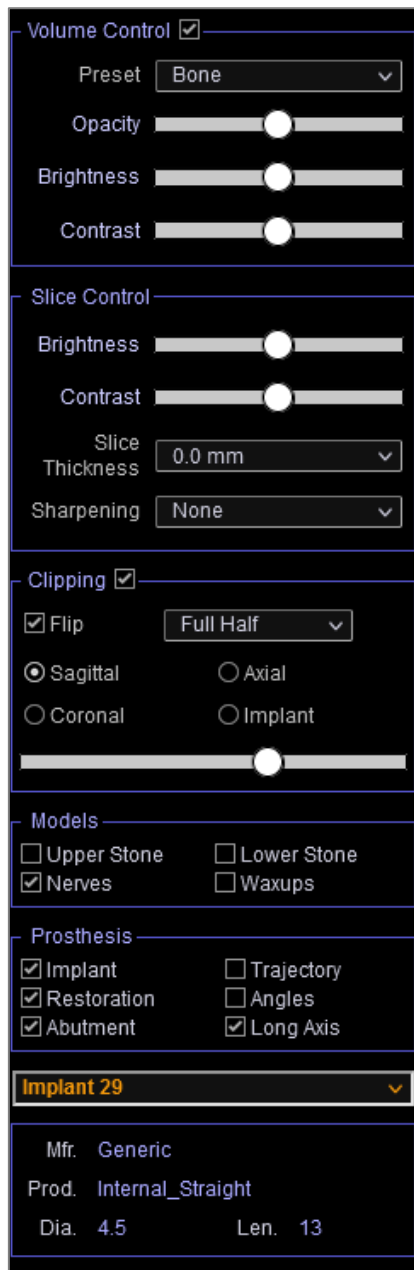 Volume Control
Preset Bone
Opacity
Brightness
Contrast
Slice Control
Brightness
Contrast
Slice
Thickness 0.0 mm
Sharpening None
Clipping
Flip Full Half
Sagittal Axial
Coronal Implant
Models
Upper Stone Lower Stone
Nerves Waxups
Prosthesis
Implant Trajectory
Restoration Angles
Abutment Long Axis
Implant 29
Mfr. Generic
Prod. Internal_Straight
Dia. 4.5 Len. 13